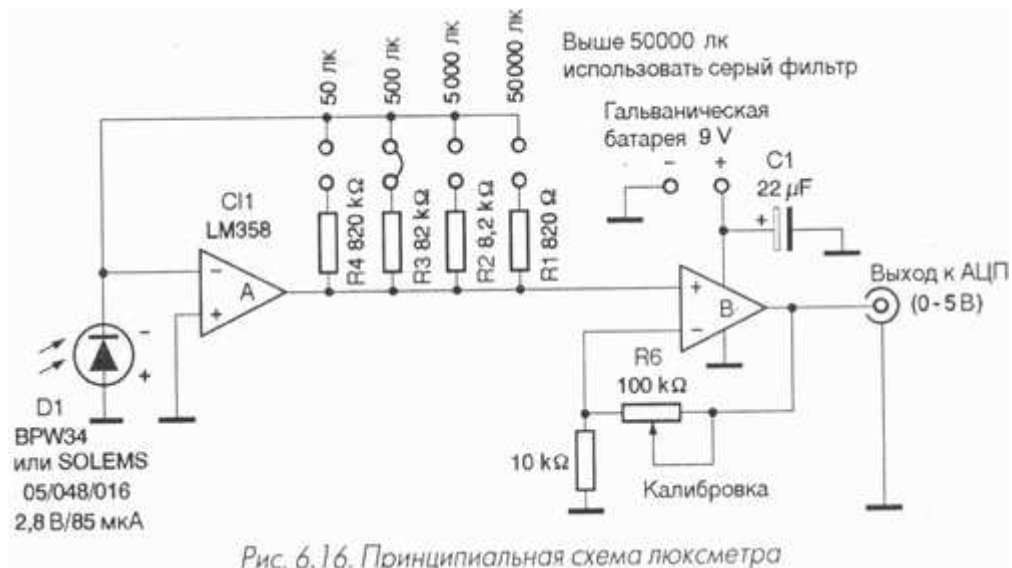 50 лк
500 лк
5 000 лк
50 000 лк
Выше 50000 лк
использовать серый фильтр
Гальваническая
батарея 9 V
- +
C1
22 µF
+
CI1
LM358
R4 820 kΩ
R3 82 kΩ
R2 8,2 kΩ
R1 820 Ω
-
A
+
+
B
-
Выход к АЦП
(0 - 5 В)
-
+
D1
BPW34
или SOLEMS
05/048/016
2,8 В/85 мкА
R6
100 kΩ
10 kΩ
Калибровка
Рис. 6.16. Принципиальная схема люксметра